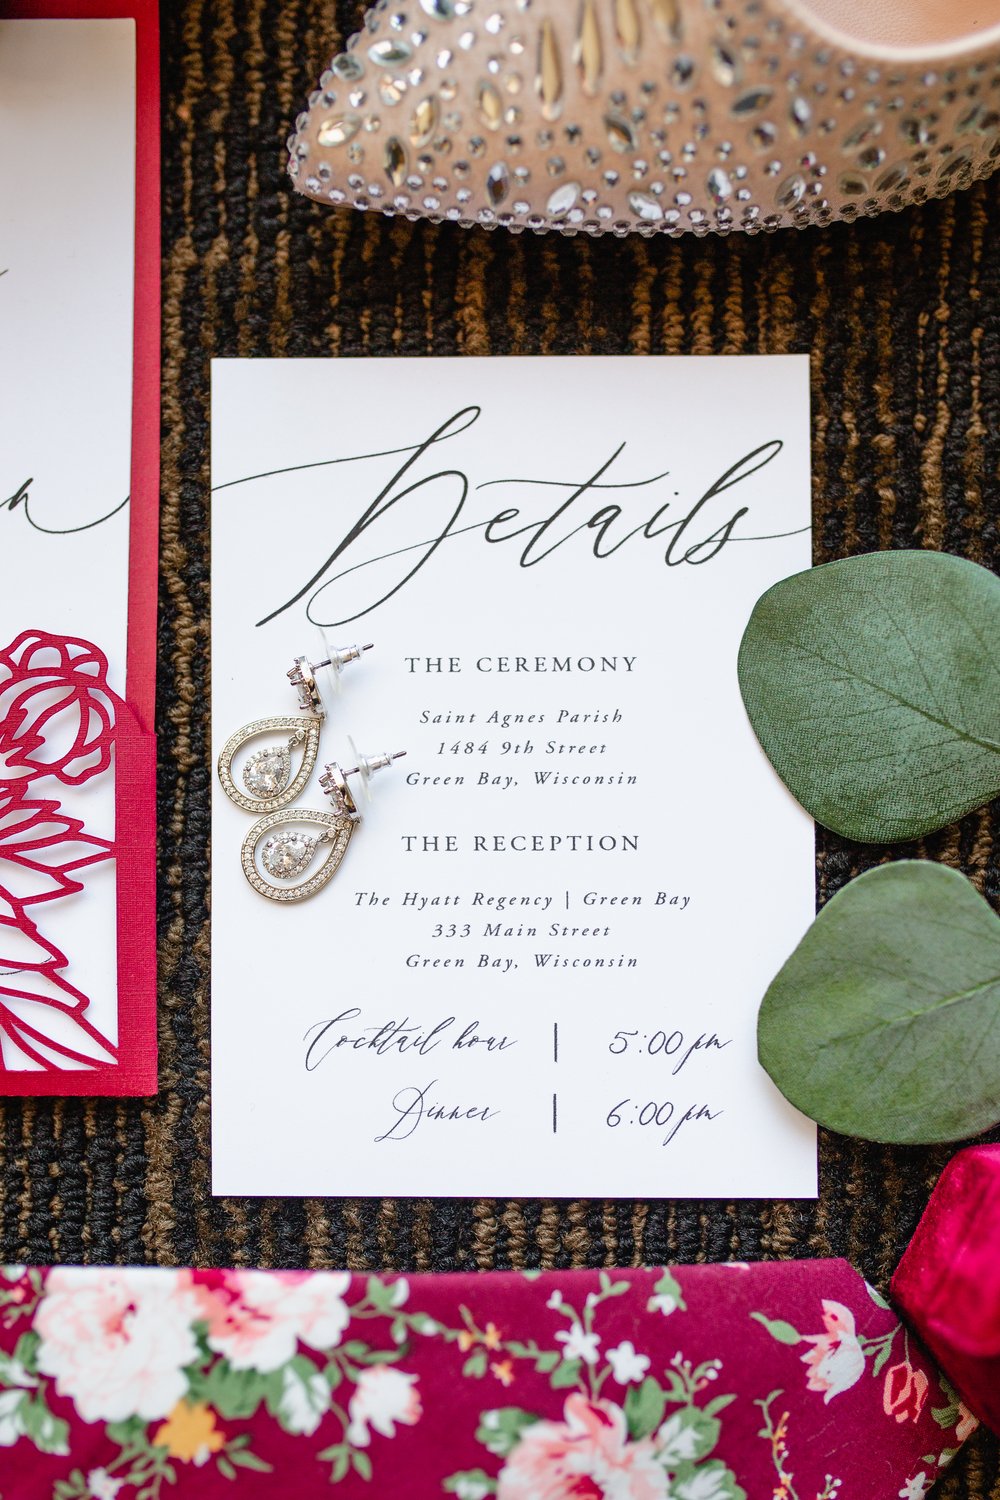 Details
THE CEREMONY
Saint Agnes Parish
1484 9th Street
Green Bay, Wisconsin
THE RECEPTION
The Hyatt Regency | Green Bay
333 Main Street
Green Bay, Wisconsin
Cocktail hour | 5:00 pm
Dinner | 6:00 pm